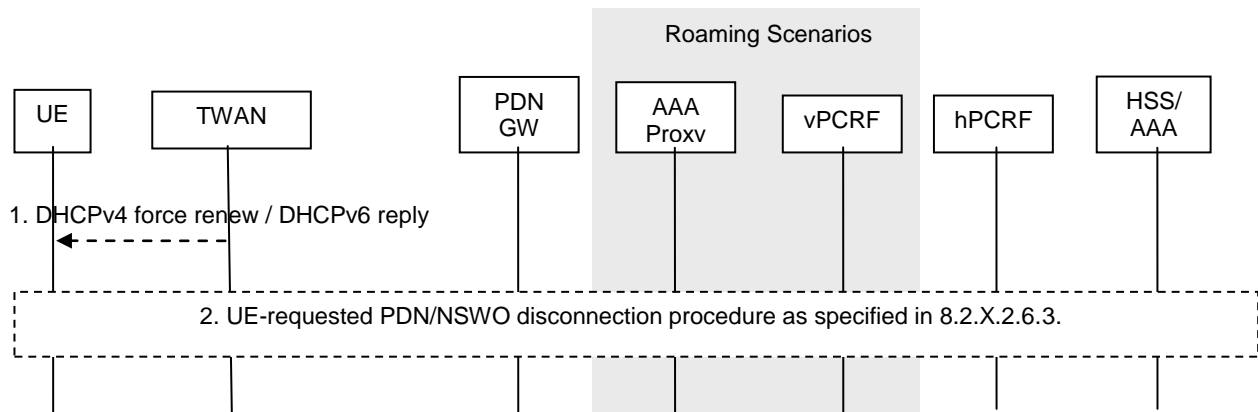 Roaming Scenarios
UE
TWAN
PDN
GW
AAA
Proxy
vPCRF
hPCRF
HSS/
AAA
1. DHCPv4 force renew / DHCPv6 reply
2. UE-requested PDN/NSWO disconnection procedure as specified in 8.2.X.2.6.3.